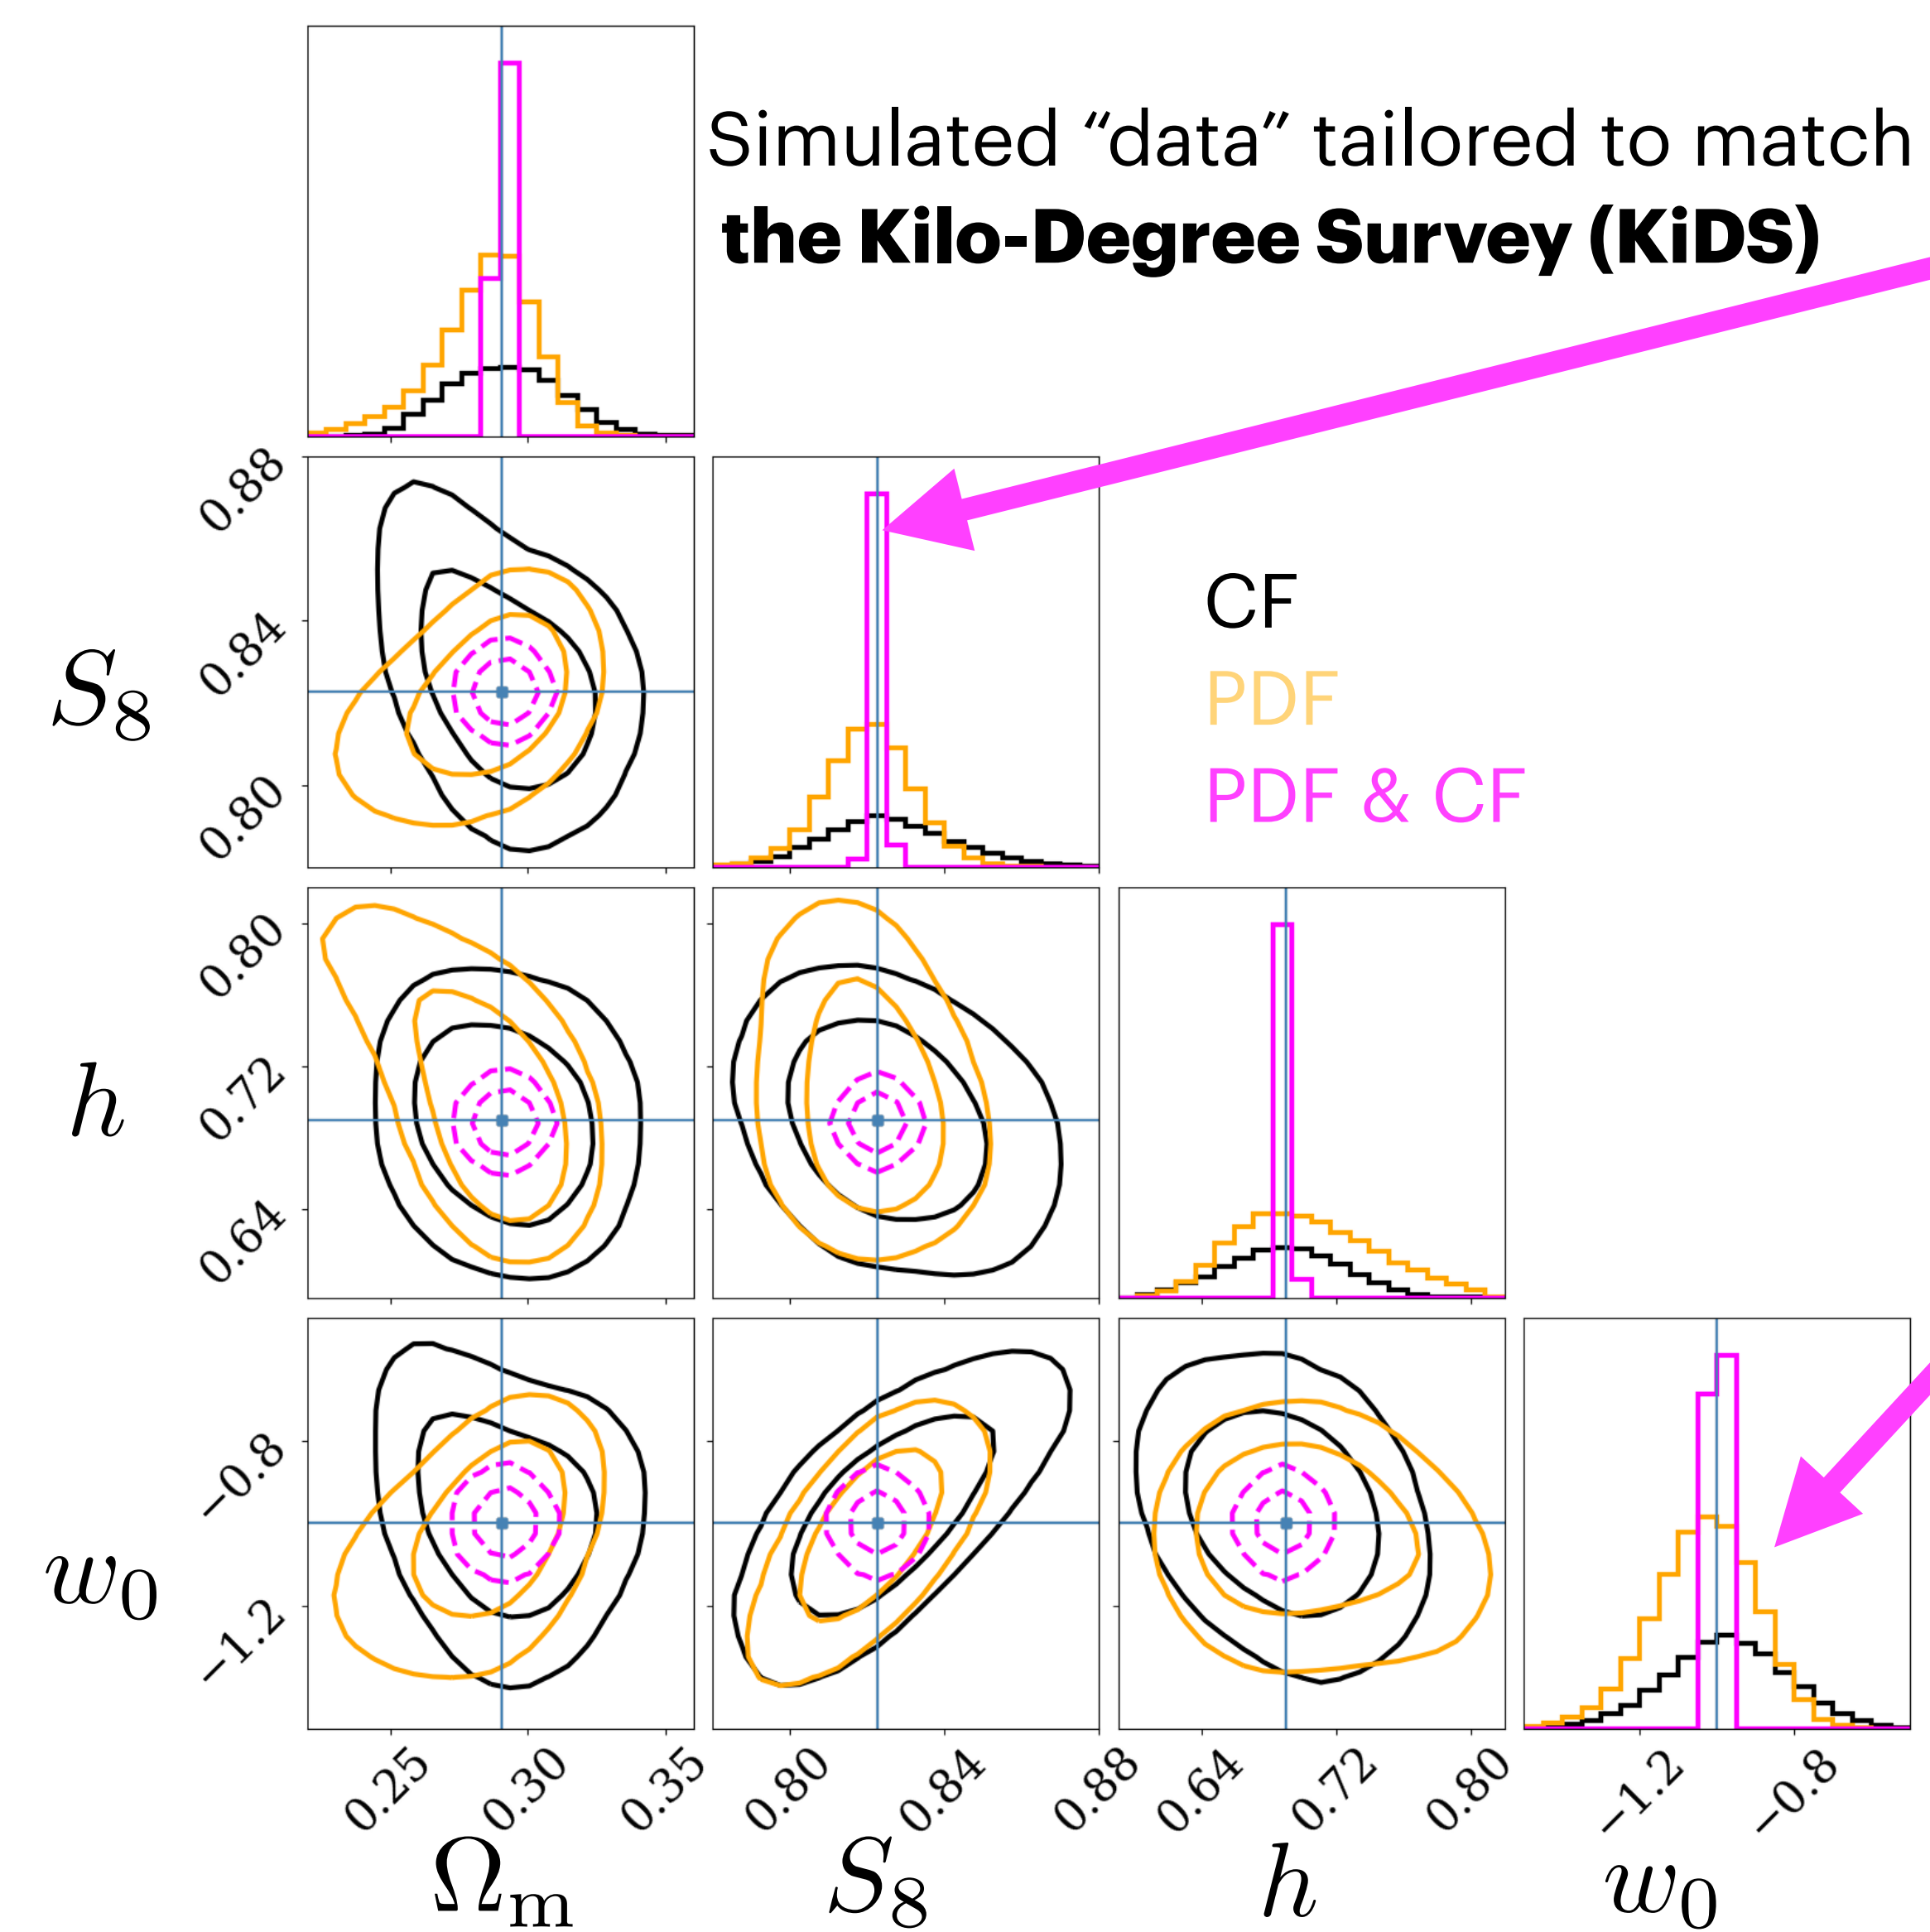 Simulated “data” tailored to match
the Kilo-Degree Survey (KiDS)
0.88
0.84
0.80
S₈
CF
PDF
PDF & CF
0.80
0.72
0.64
h
−0.8
−1.2
w₀
0.25 0.30 0.35 0.80 0.84 0.88 0.64 0.72 0.80 −1.2 −0.8
Ωₘ S₈ h w₀